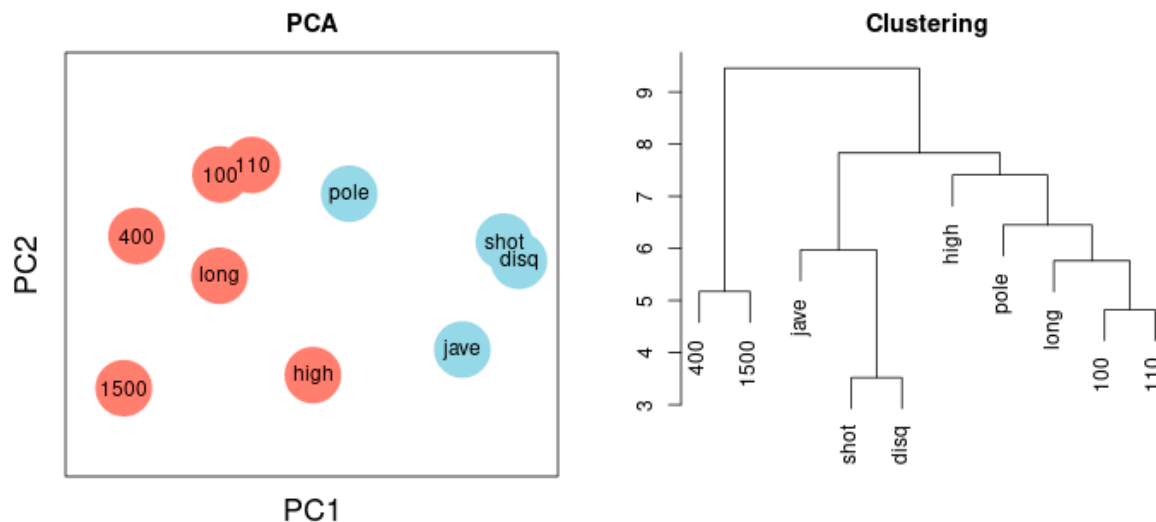 PCA
100
110
pole
400
shot
disq
long
jave
high
1500
PC2
PC1
Clustering
9
8
7
6
5
4
3
400
1500
jave
shot
disq
high
pole
long
100
110